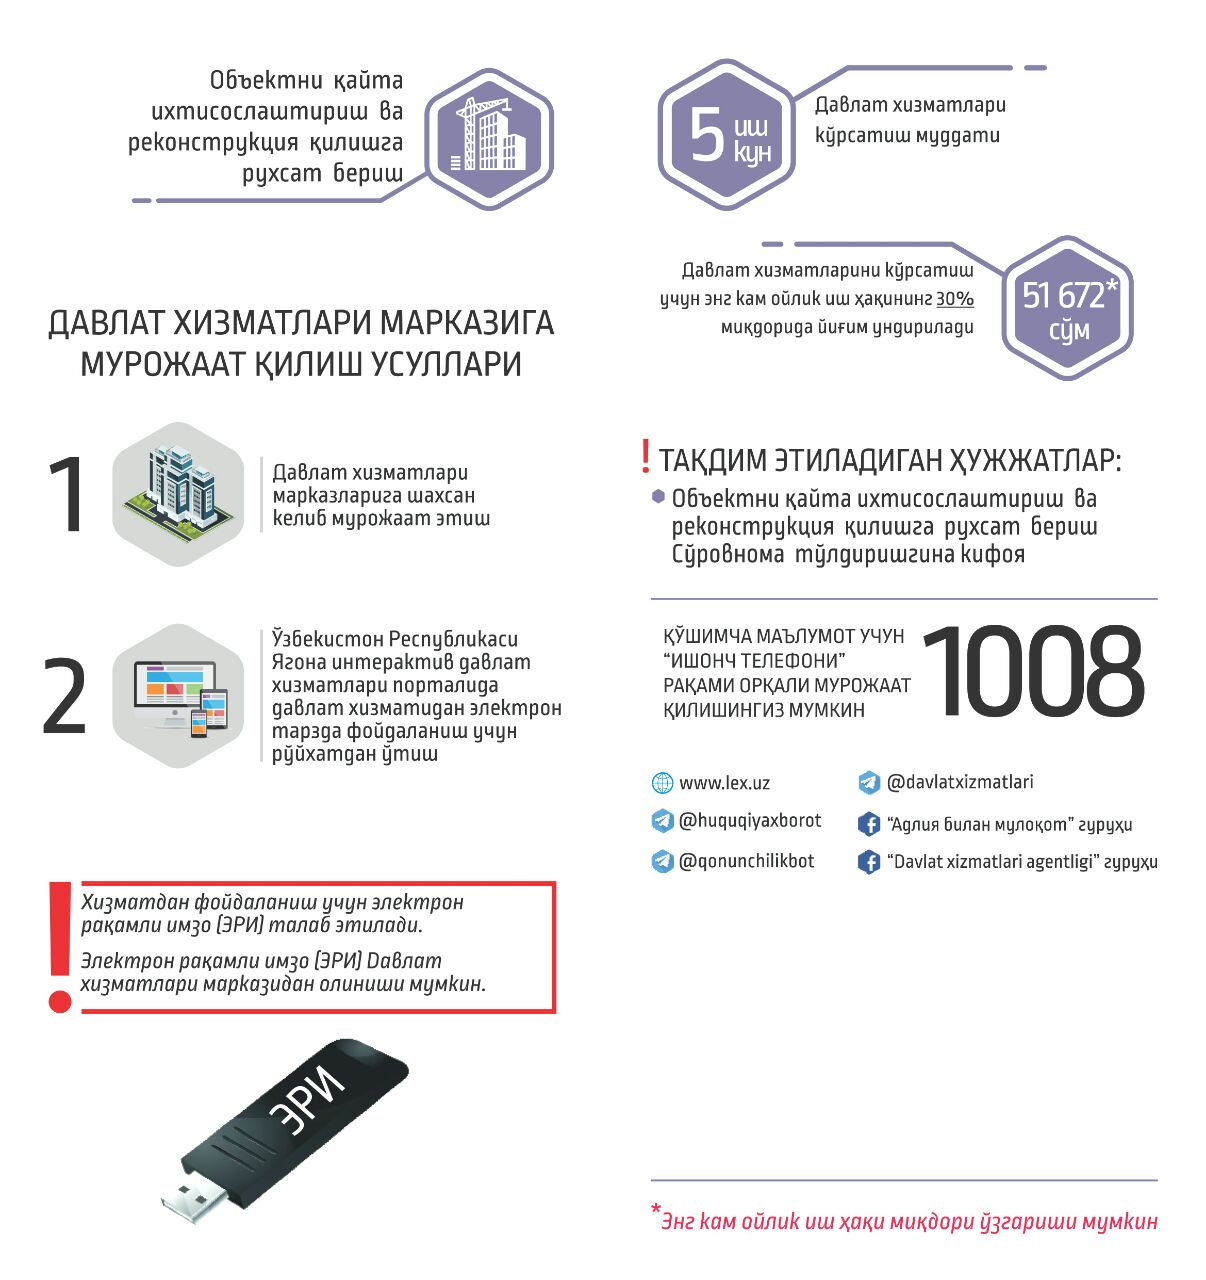 Объектни қайта
ихтисослаштириш ва
реконструкция қилишга
рухсат бериш
ДАВЛАТ ХИЗМАТЛАРИ МАРКАЗИГА
МУРОЖААТ ҚИЛИШ УСУЛЛАРИ
1
Давлат хизматлари
марказларига шахсан
келиб мурожаат этиш
2
Ўзбекистон Республикаси
Ягона интерактив давлат
хизматлари порталида
давлат хизматидан электрон
тарзда фойдаланиш учун
рўйхатдан ўтиш
!
Хизматдан фойдаланиш учун электрон
рақамли имзо (ЭРИ) талаб этилади.
Электрон рақамли имзо (ЭРИ) Давлат
хизматлари марказидан олиниши мумкин.
ЭРИ
5 иш
кун
Давлат хизматлари
кўрсатиш муддати
Давлат хизматларини кўрсатиш
учун энг кам ойлик иш ҳақининг 30%
миқдорида йиғим ундирилади
51 672*
сўм
! ТАҚДИМ ЭТИЛАДИГАН ҲУЖЖАТЛАР:
Объектни қайта ихтисослаштириш ва
реконструкция қилишга рухсат бериш
Сўровнома тўлдиришгина кифоя
ҚЎШИМЧА МАЪЛУМОТ УЧУН
“ИШОНЧ ТЕЛЕФОНИ”
РАҚАМИ ОРҚАЛИ МУРОЖААТ
ҚИЛИШИНГИЗ МУМКИН
1008
www.lex.uz
@huquqiyaxborot
@qonunchilikbot
@davlatxizmatlari
“Адлия билан мулоқот” гуруҳи
“Davlat xizmatlari agentligi” гуруҳи
*Энг кам ойлик иш ҳақи миқдори ўзгариши мумкин